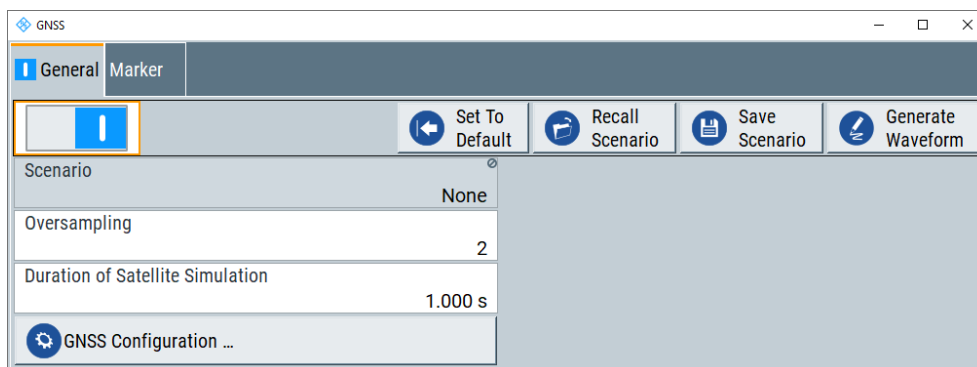 GNSS
General Marker
Set To
Default
Recall
Scenario
Save
Scenario
Generate
Waveform
Scenario
None
Oversampling
2
Duration of Satellite Simulation
1.000 s
GNSS Configuration ...